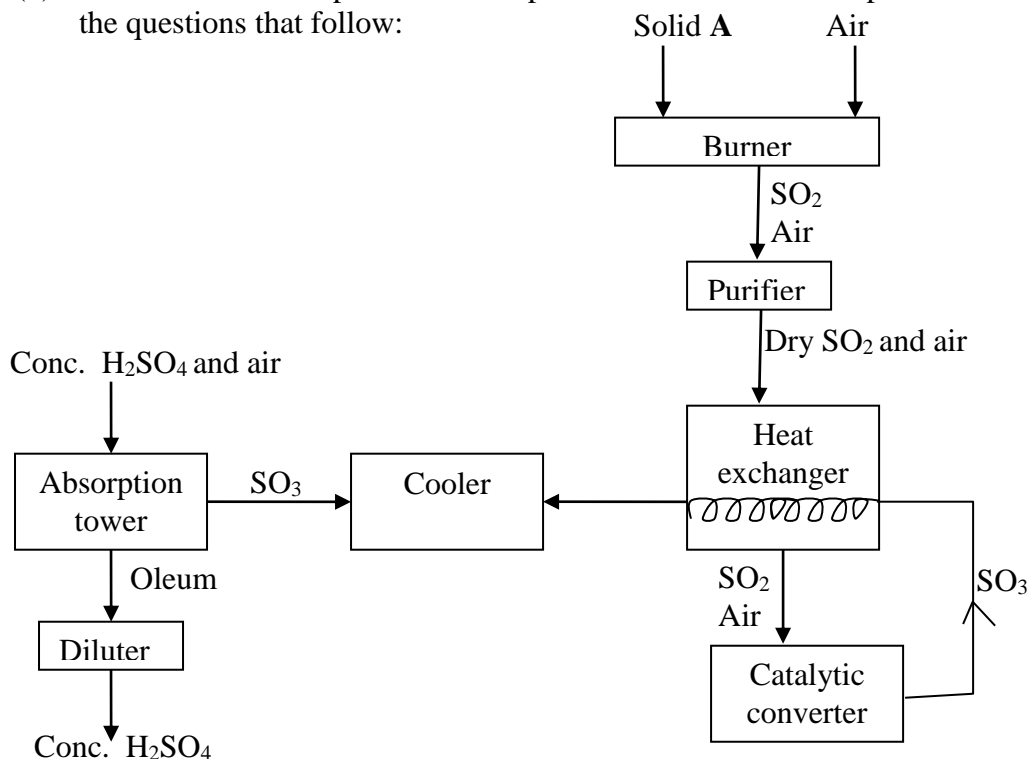 the questions that follow:
Solid A
Air
Burner
SO₂
Air
Purifier
Dry SO₂ and air
Conc. H₂SO₄ and air
Heat
exchanger
Absorption
tower
SO₃
Cooler
Oleum
SO₂
Air
SO₃
Diluter
Catalytic
converter
Conc. H₂SO₄